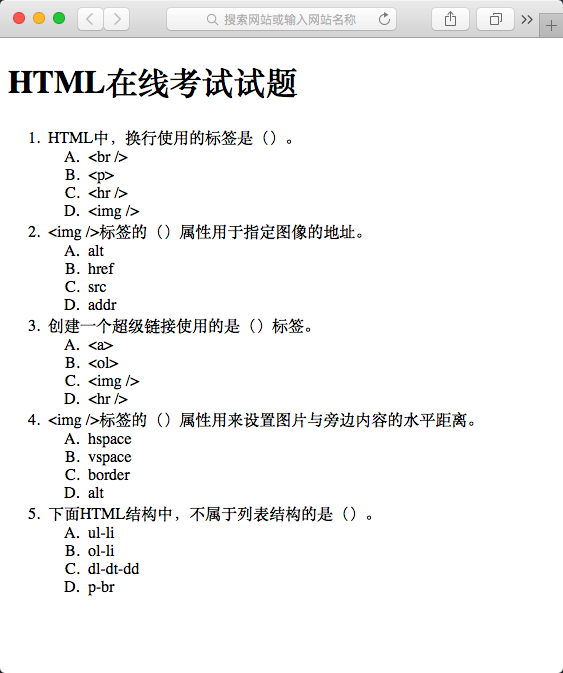 搜索网站或输入网站名称
HTML在线考试试题
1. HTML中，换行使用的标签是（）。
A. <br />
B. <p>
C. <hr />
D. <img />
2. <img />标签的（）属性用于指定图像的地址。
A. alt
B. href
C. src
D. addr
3. 创建一个超级链接使用的是（）标签。
A. <a>
B. <ol>
C. <img />
D. <hr />
4. <img />标签的（）属性用来设置图片与旁边内容的水平距离。
A. hspace
B. vspace
C. border
D. alt
5. 下面HTML结构中，不属于列表结构的是（）。
A. ul-li
B. ol-li
C. dl-dt-dd
D. p-br